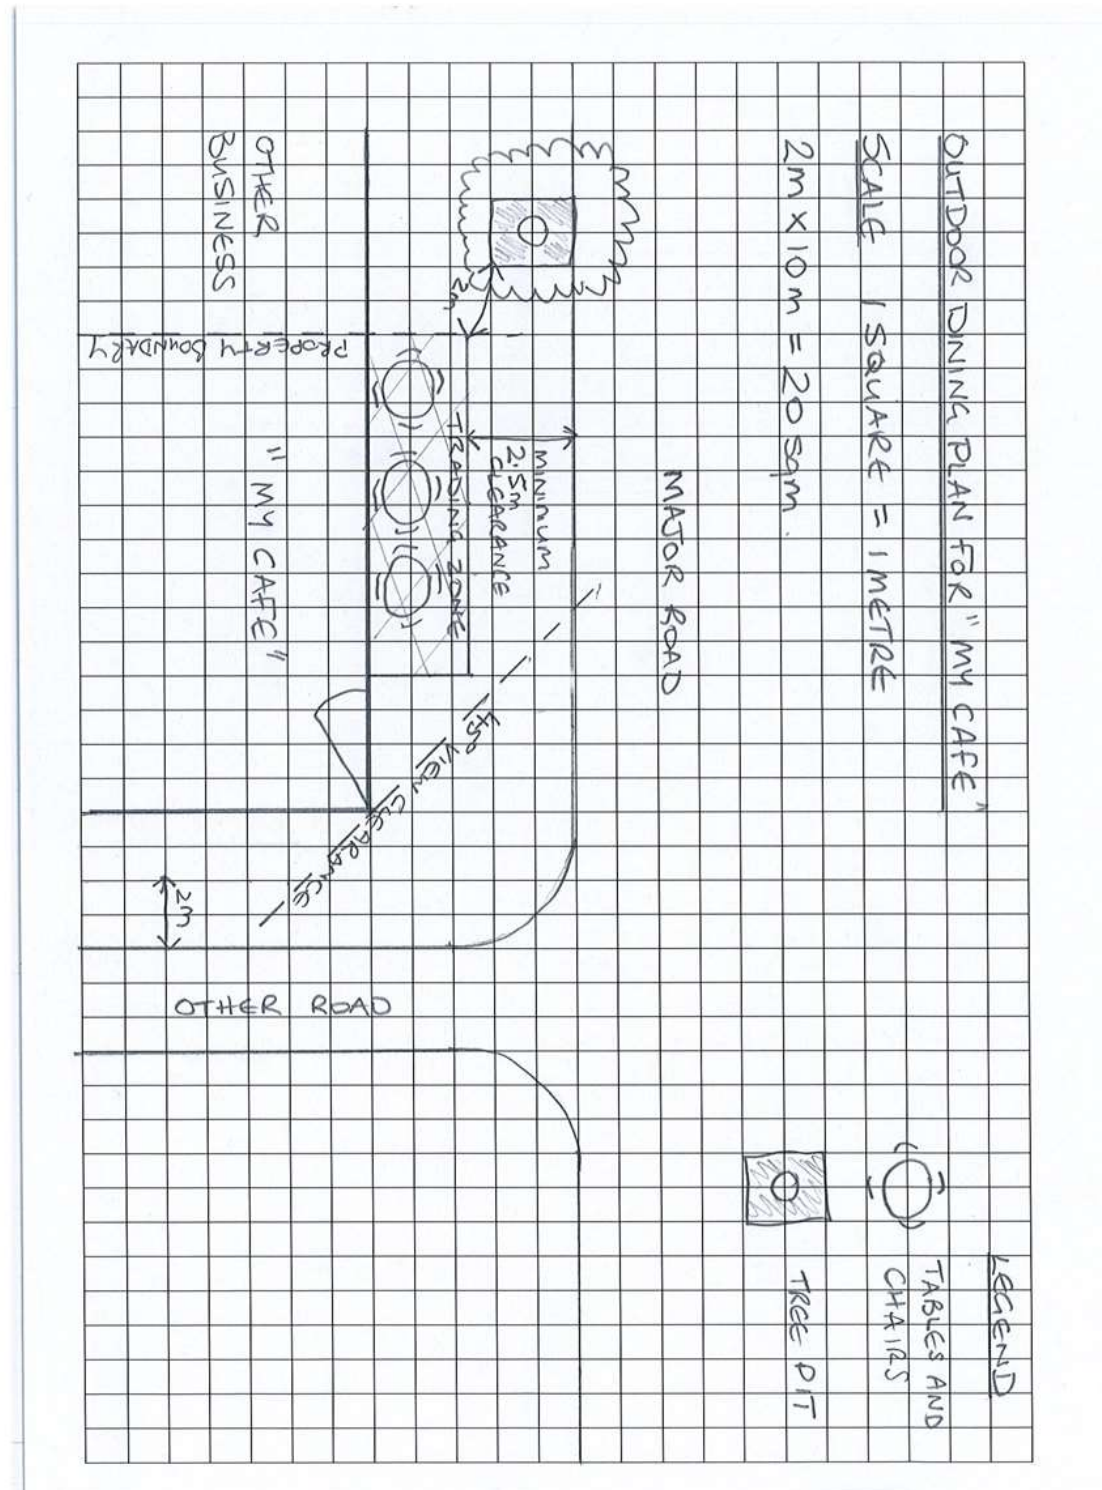 OUTDOOR DINING PLAN FOR "MY CAFE"
SCALE 1 SQUARE = 1 METRE
2m x 10m = 20 sqm.
LEGEND
TABLES AND
CHAIRS
TREE PIT
MAJOR ROAD
2m
MINIMUM
2.5m
CLEARANCE
TRADING ZONE
45° VIEW CLEARANCE
OTHER
BUSINESS
PROPERTY BOUNDARY
"MY CAFE"
2m
OTHER ROAD